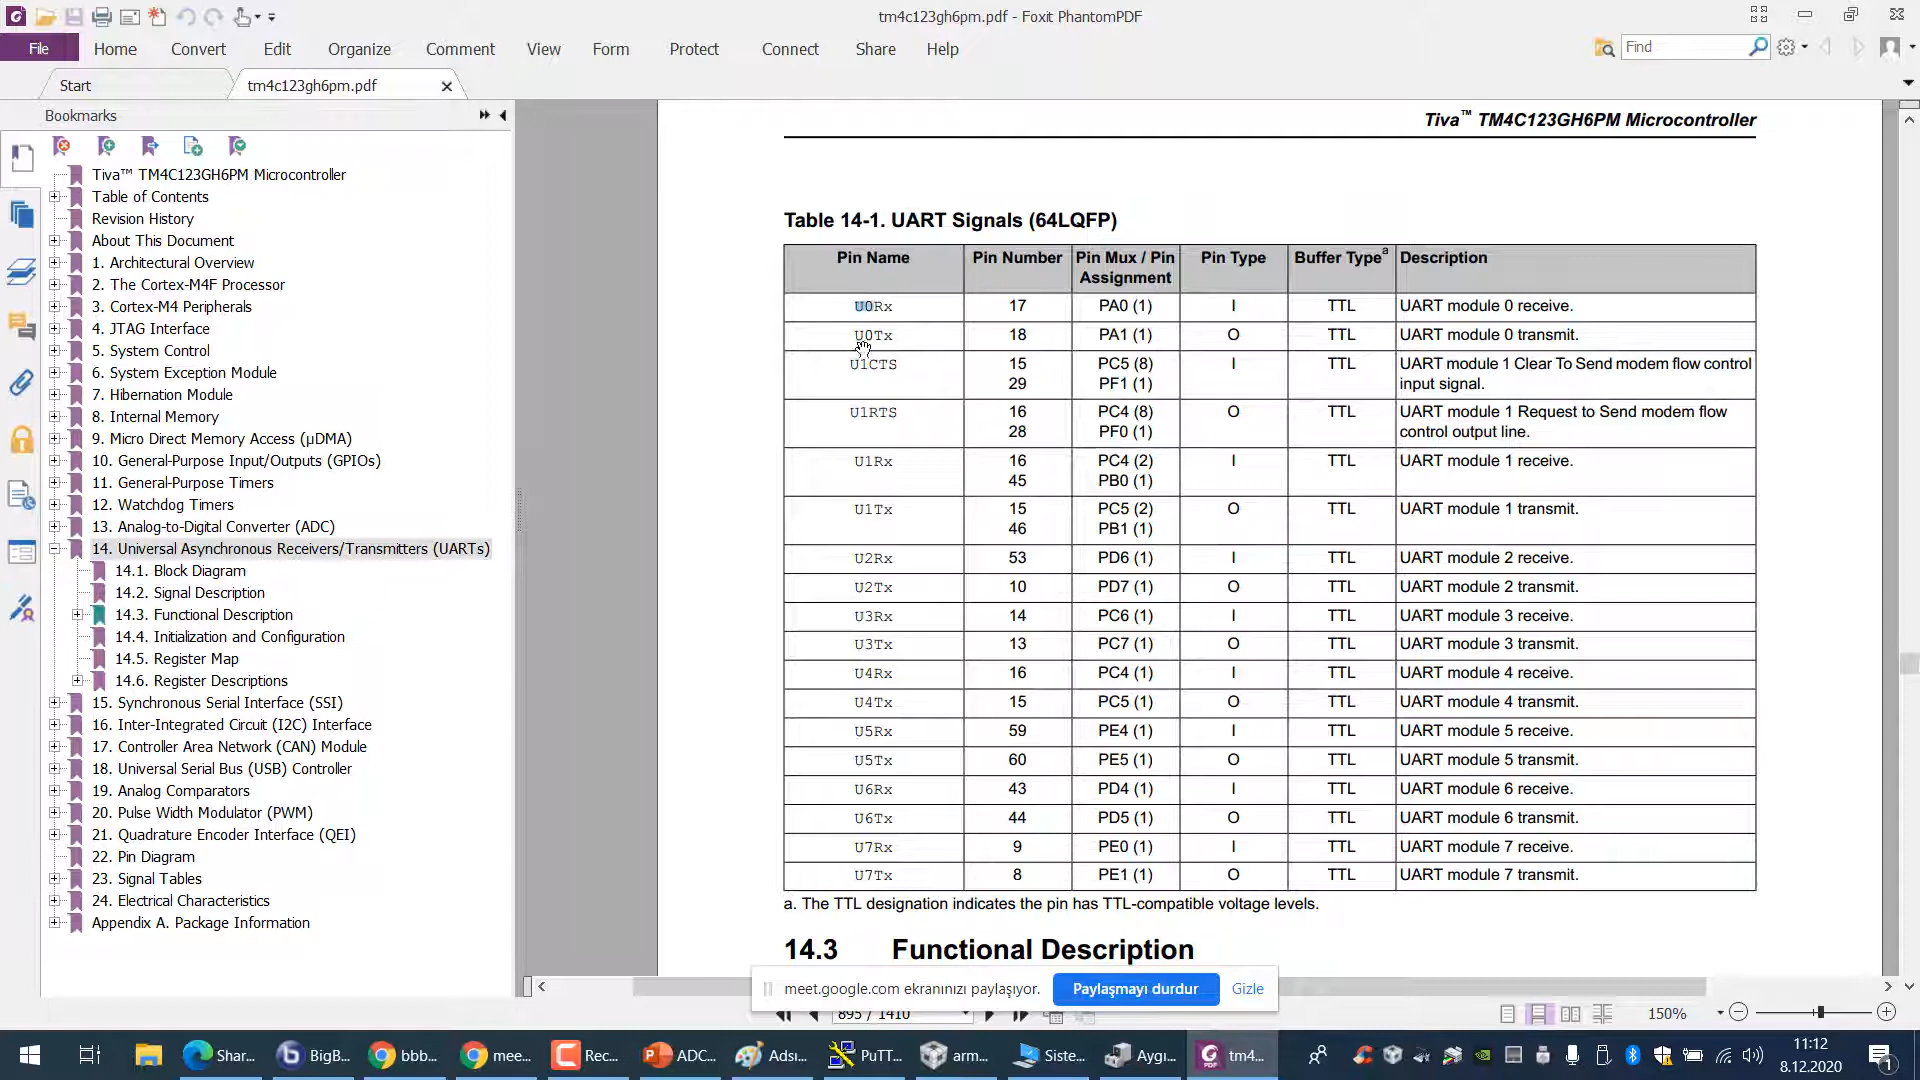 tm4c123gh6pm.pdf - Foxit PhantomPDF
File Home Convert Edit Organize Comment View Form Protect Connect Share Help Find
Start
tm4c123gh6pm.pdf
Bookmarks
Tiva™ TM4C123GH6PM Microcontroller
Table of Contents
Revision History
About This Document
1. Architectural Overview
2. The Cortex-M4F Processor
3. Cortex-M4 Peripherals
4. JTAG Interface
5. System Control
6. System Exception Module
7. Hibernation Module
8. Internal Memory
9. Micro Direct Memory Access (μDMA)
10. General-Purpose Input/Outputs (GPIOs)
11. General-Purpose Timers
12. Watchdog Timers
13. Analog-to-Digital Converter (ADC)
14. Universal Asynchronous Receivers/Transmitters (UARTs)
14.1. Block Diagram
14.2. Signal Description
14.3. Functional Description
14.4. Initialization and Configuration
14.5. Register Map
14.6. Register Descriptions
15. Synchronous Serial Interface (SSI)
16. Inter-Integrated Circuit (I2C) Interface
17. Controller Area Network (CAN) Module
18. Universal Serial Bus (USB) Controller
19. Analog Comparators
20. Pulse Width Modulator (PWM)
21. Quadrature Encoder Interface (QEI)
22. Pin Diagram
23. Signal Tables
24. Electrical Characteristics
Appendix A. Package Information
Tiva™ TM4C123GH6PM Microcontroller
Table 14-1. UART Signals (64LQFP)
Pin Name Pin Number Pin Mux / Pin Pin Type Buffer Typea Description
Assignment
U0Rx 17 PA0 (1) I TTL UART module 0 receive.
U0Tx 18 PA1 (1) O TTL UART module 0 transmit.
U1CTS 15 PC5 (8) I TTL UART module 1 Clear To Send modem flow control
29 PF1 (1) input signal.
U1RTS 16 PC4 (8) O TTL UART module 1 Request to Send modem flow
28 PF0 (1) control output line.
U1Rx 16 PC4 (2) I TTL UART module 1 receive.
45 PB0 (1)
U1Tx 15 PC5 (2) O TTL UART module 1 transmit.
46 PB1 (1)
U2Rx 53 PD6 (1) I TTL UART module 2 receive.
U2Tx 10 PD7 (1) O TTL UART module 2 transmit.
U3Rx 14 PC6 (1) I TTL UART module 3 receive.
U3Tx 13 PC7 (1) O TTL UART module 3 transmit.
U4Rx 16 PC4 (1) I TTL UART module 4 receive.
U4Tx 15 PC5 (1) O TTL UART module 4 transmit.
U5Rx 59 PE4 (1) I TTL UART module 5 receive.
U5Tx 60 PE5 (1) O TTL UART module 5 transmit.
U6Rx 43 PD4 (1) I TTL UART module 6 receive.
U6Tx 44 PD5 (1) O TTL UART module 6 transmit.
U7Rx 9 PE0 (1) I TTL UART module 7 receive.
U7Tx 8 PE1 (1) O TTL UART module 7 transmit.
a. The TTL designation indicates the pin has TTL-compatible voltage levels.
14.3 Functional Description
meet.google.com ekranınızı paylaşıyor. Paylaşmayı durdur Gizle
895 / 1410 150%
Shar... BigB... bbb... mee... Rec... ADC... Adsı... PuTT... arm... Siste... Aygı... tm4...
11:12
8.12.2020
1